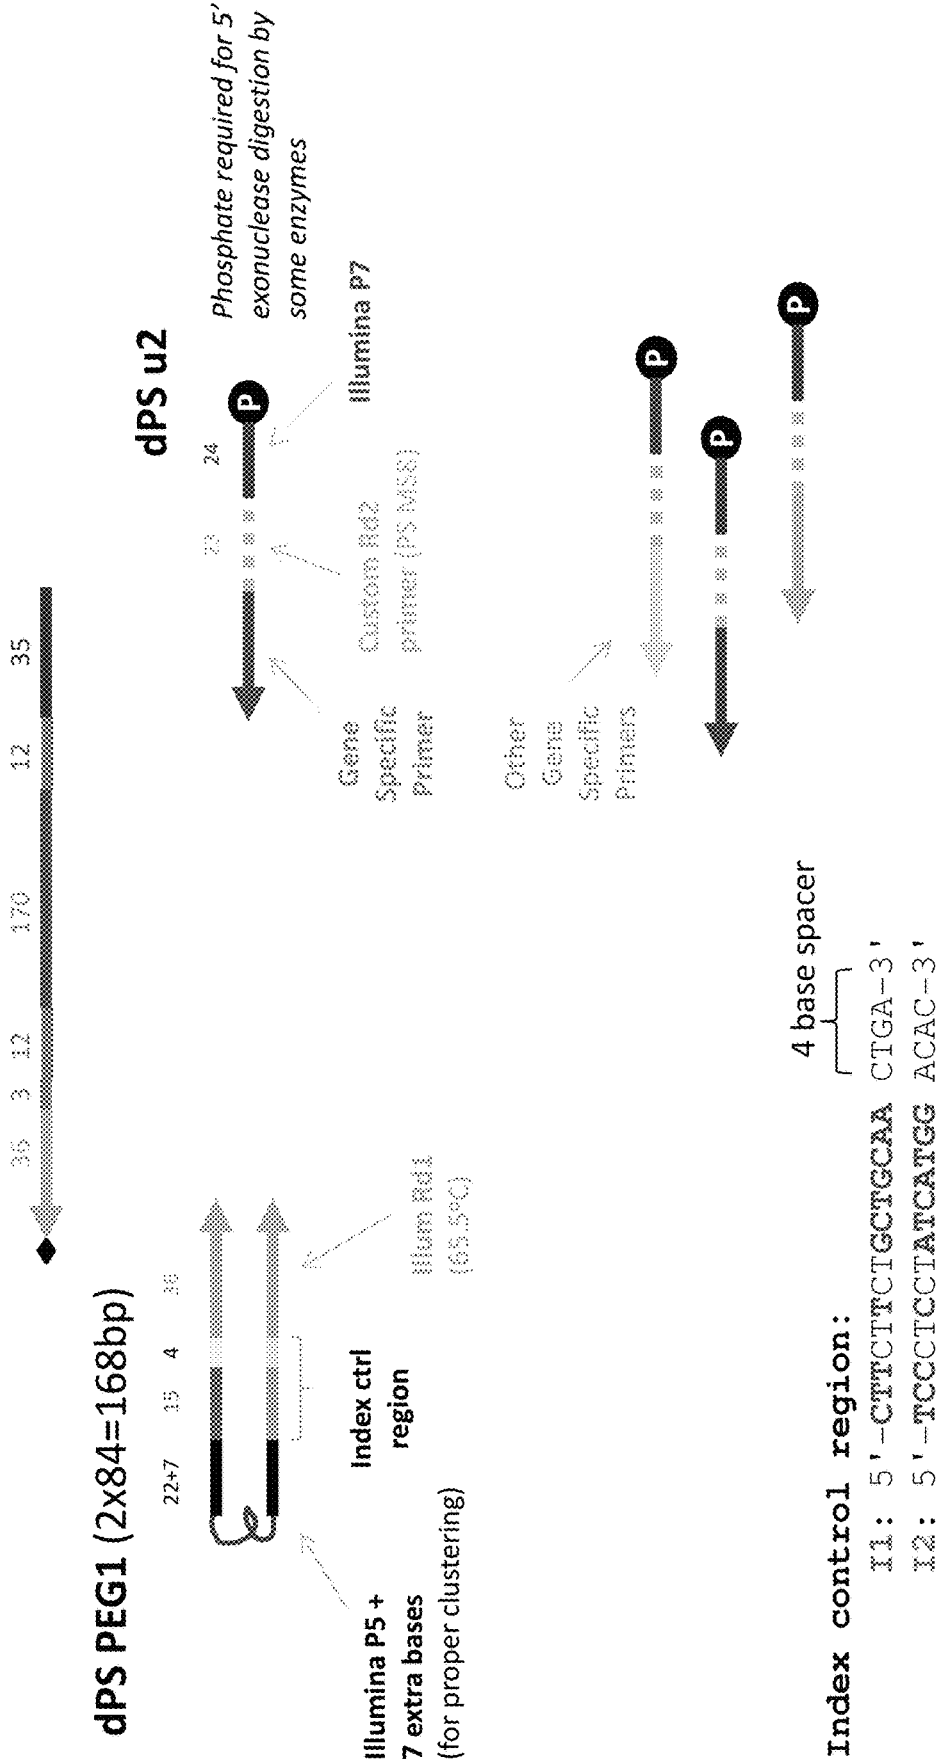 36 3 12 170 12 35
dPS PEG1 (2x84=168bp)
22+7 15 4 36
Illumina P5 +
7 extra bases
(for proper clustering)
Index ctrl
region
Illum Rd1
(65.5°C)
dPS u2
23 24
Phosphate required for 5'
exonuclease digestion by
some enzymes
Illumina P7
Custom Rd2
primer (PS MS8)
Gene
Specific
Primer
P
Other
Gene
Specific
Primers
P
P
P
4 base spacer
Index control region:
I1: 5'-CTTCTTCTGCTGCAA CTGA-3'
I2: 5'-TCCCTCCTATCATGG ACAC-3'